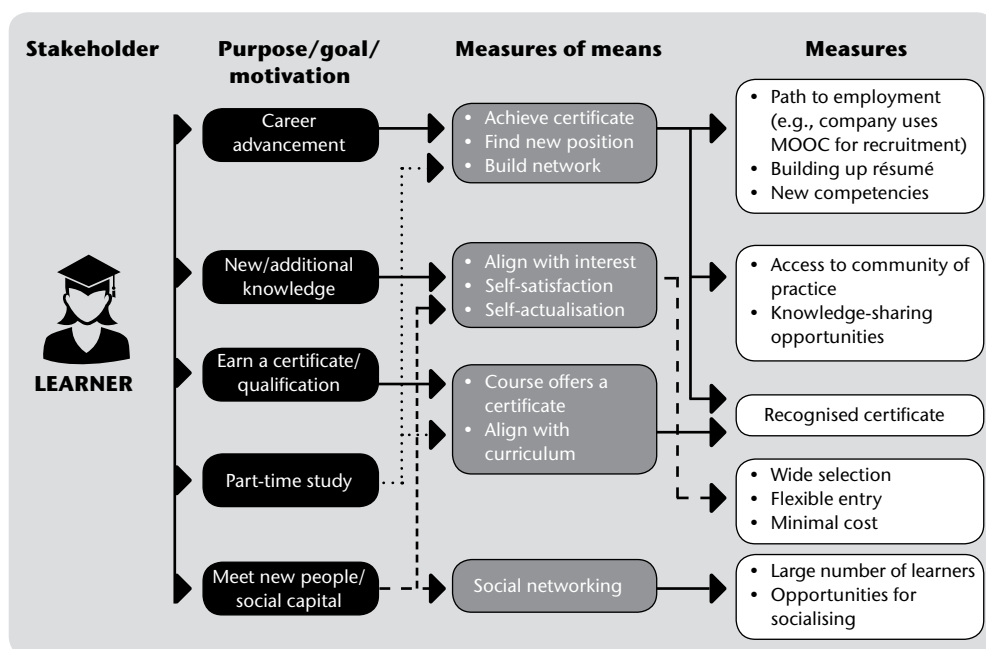 Stakeholder
Purpose/goal/
motivation
Measures of means
Measures
LEARNER
Career
advancement
New/additional
knowledge
Earn a certificate/
qualification
Part-time study
Meet new people/
social capital
• Achieve certificate
• Find new position
• Build network
• Align with interest
• Self-satisfaction
• Self-actualisation
• Course offers a
certificate
• Align with
curriculum
Social networking
• Path to employment
(e.g., company uses
MOOC for recruitment)
• Building up résumé
• New competencies
• Access to community of
practice
• Knowledge-sharing
opportunities
Recognised certificate
• Wide selection
• Flexible entry
• Minimal cost
• Large number of learners
• Opportunities for
socialising